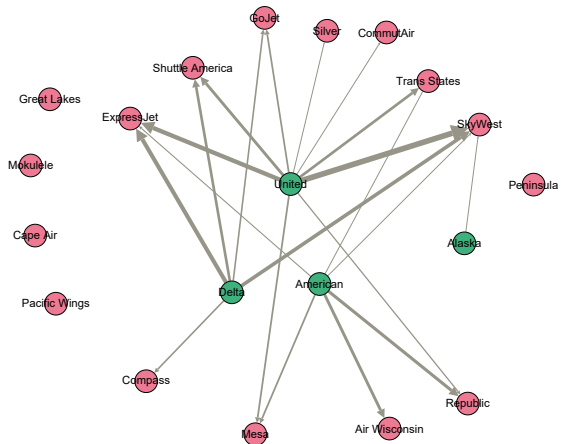 GoJet
Silver
CommutAir
Shuttle America
Trans States
Great Lakes
ExpressJet
SkyWest
Mokulele
United
Peninsula
Cape Air
Alaska
Delta
American
Pacific Wings
Compass
Republic
Mesa
Air Wisconsin